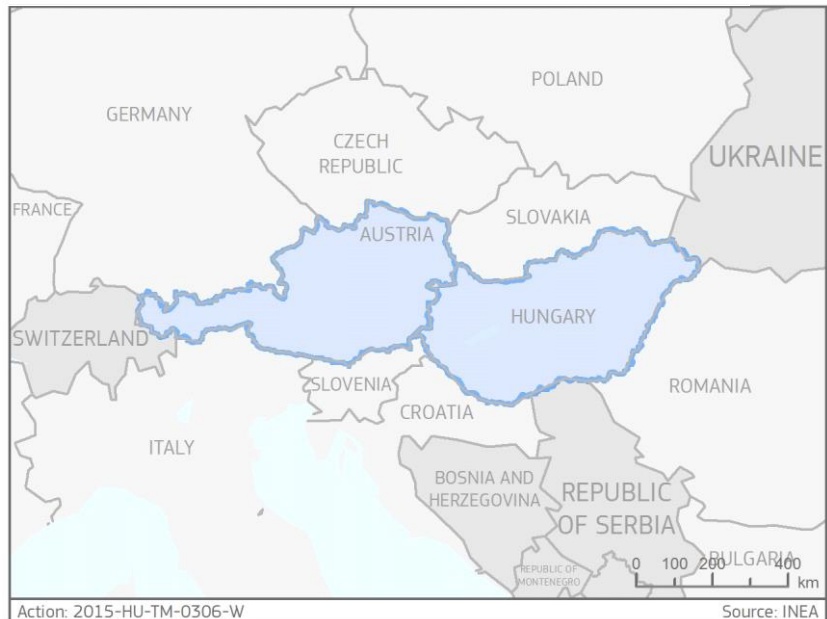 POLAND
GERMANY
CZECH
REPUBLIC
UKRAINE
FRANCE
SLOVAKIA
AUSTRIA
HUNGARY
SWITZERLAND
SLOVENIA
ROMANIA
CROATIA
ITALY
BOSNIA AND
HERZEGOVINA
REPUBLIC
OF SERBIA
BULGARIA
REPUBLIC OF
MONTENEGRO
0 100 200 400
km
Action: 2015-HU-TM-0306-W
Source: INEA